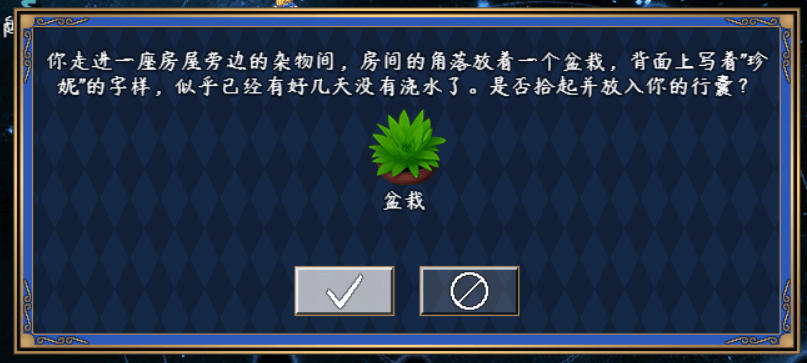 你走进一座房屋旁边的杂物间，房间的角落放着一个盆栽，背面上写着"珍
妮"的字样，似乎已经有好几天没有浇水了。是否拾起并放入你的行囊？
盆栽